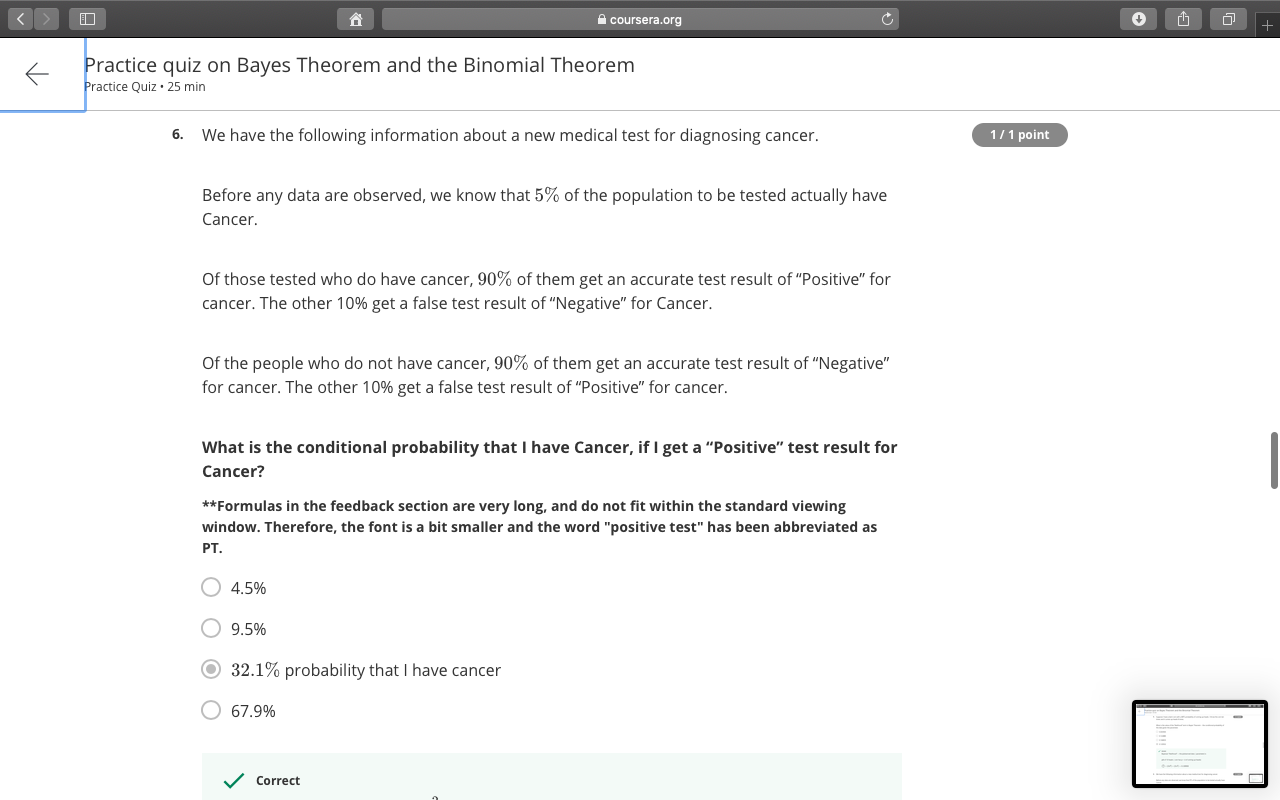 coursera.org
Practice quiz on Bayes Theorem and the Binomial Theorem
Practice Quiz • 25 min
6. We have the following information about a new medical test for diagnosing cancer.
1 / 1 point
Before any data are observed, we know that 5% of the population to be tested actually have
Cancer.
Of those tested who do have cancer, 90% of them get an accurate test result of “Positive” for
cancer. The other 10% get a false test result of “Negative” for Cancer.
Of the people who do not have cancer, 90% of them get an accurate test result of “Negative”
for cancer. The other 10% get a false test result of “Positive” for cancer.
What is the conditional probability that I have Cancer, if I get a “Positive” test result for
Cancer?
**Formulas in the feedback section are very long, and do not fit within the standard viewing
window. Therefore, the font is a bit smaller and the word "positive test" has been abbreviated as
PT.
4.5%
9.5%
32.1% probability that I have cancer
67.9%
Correct